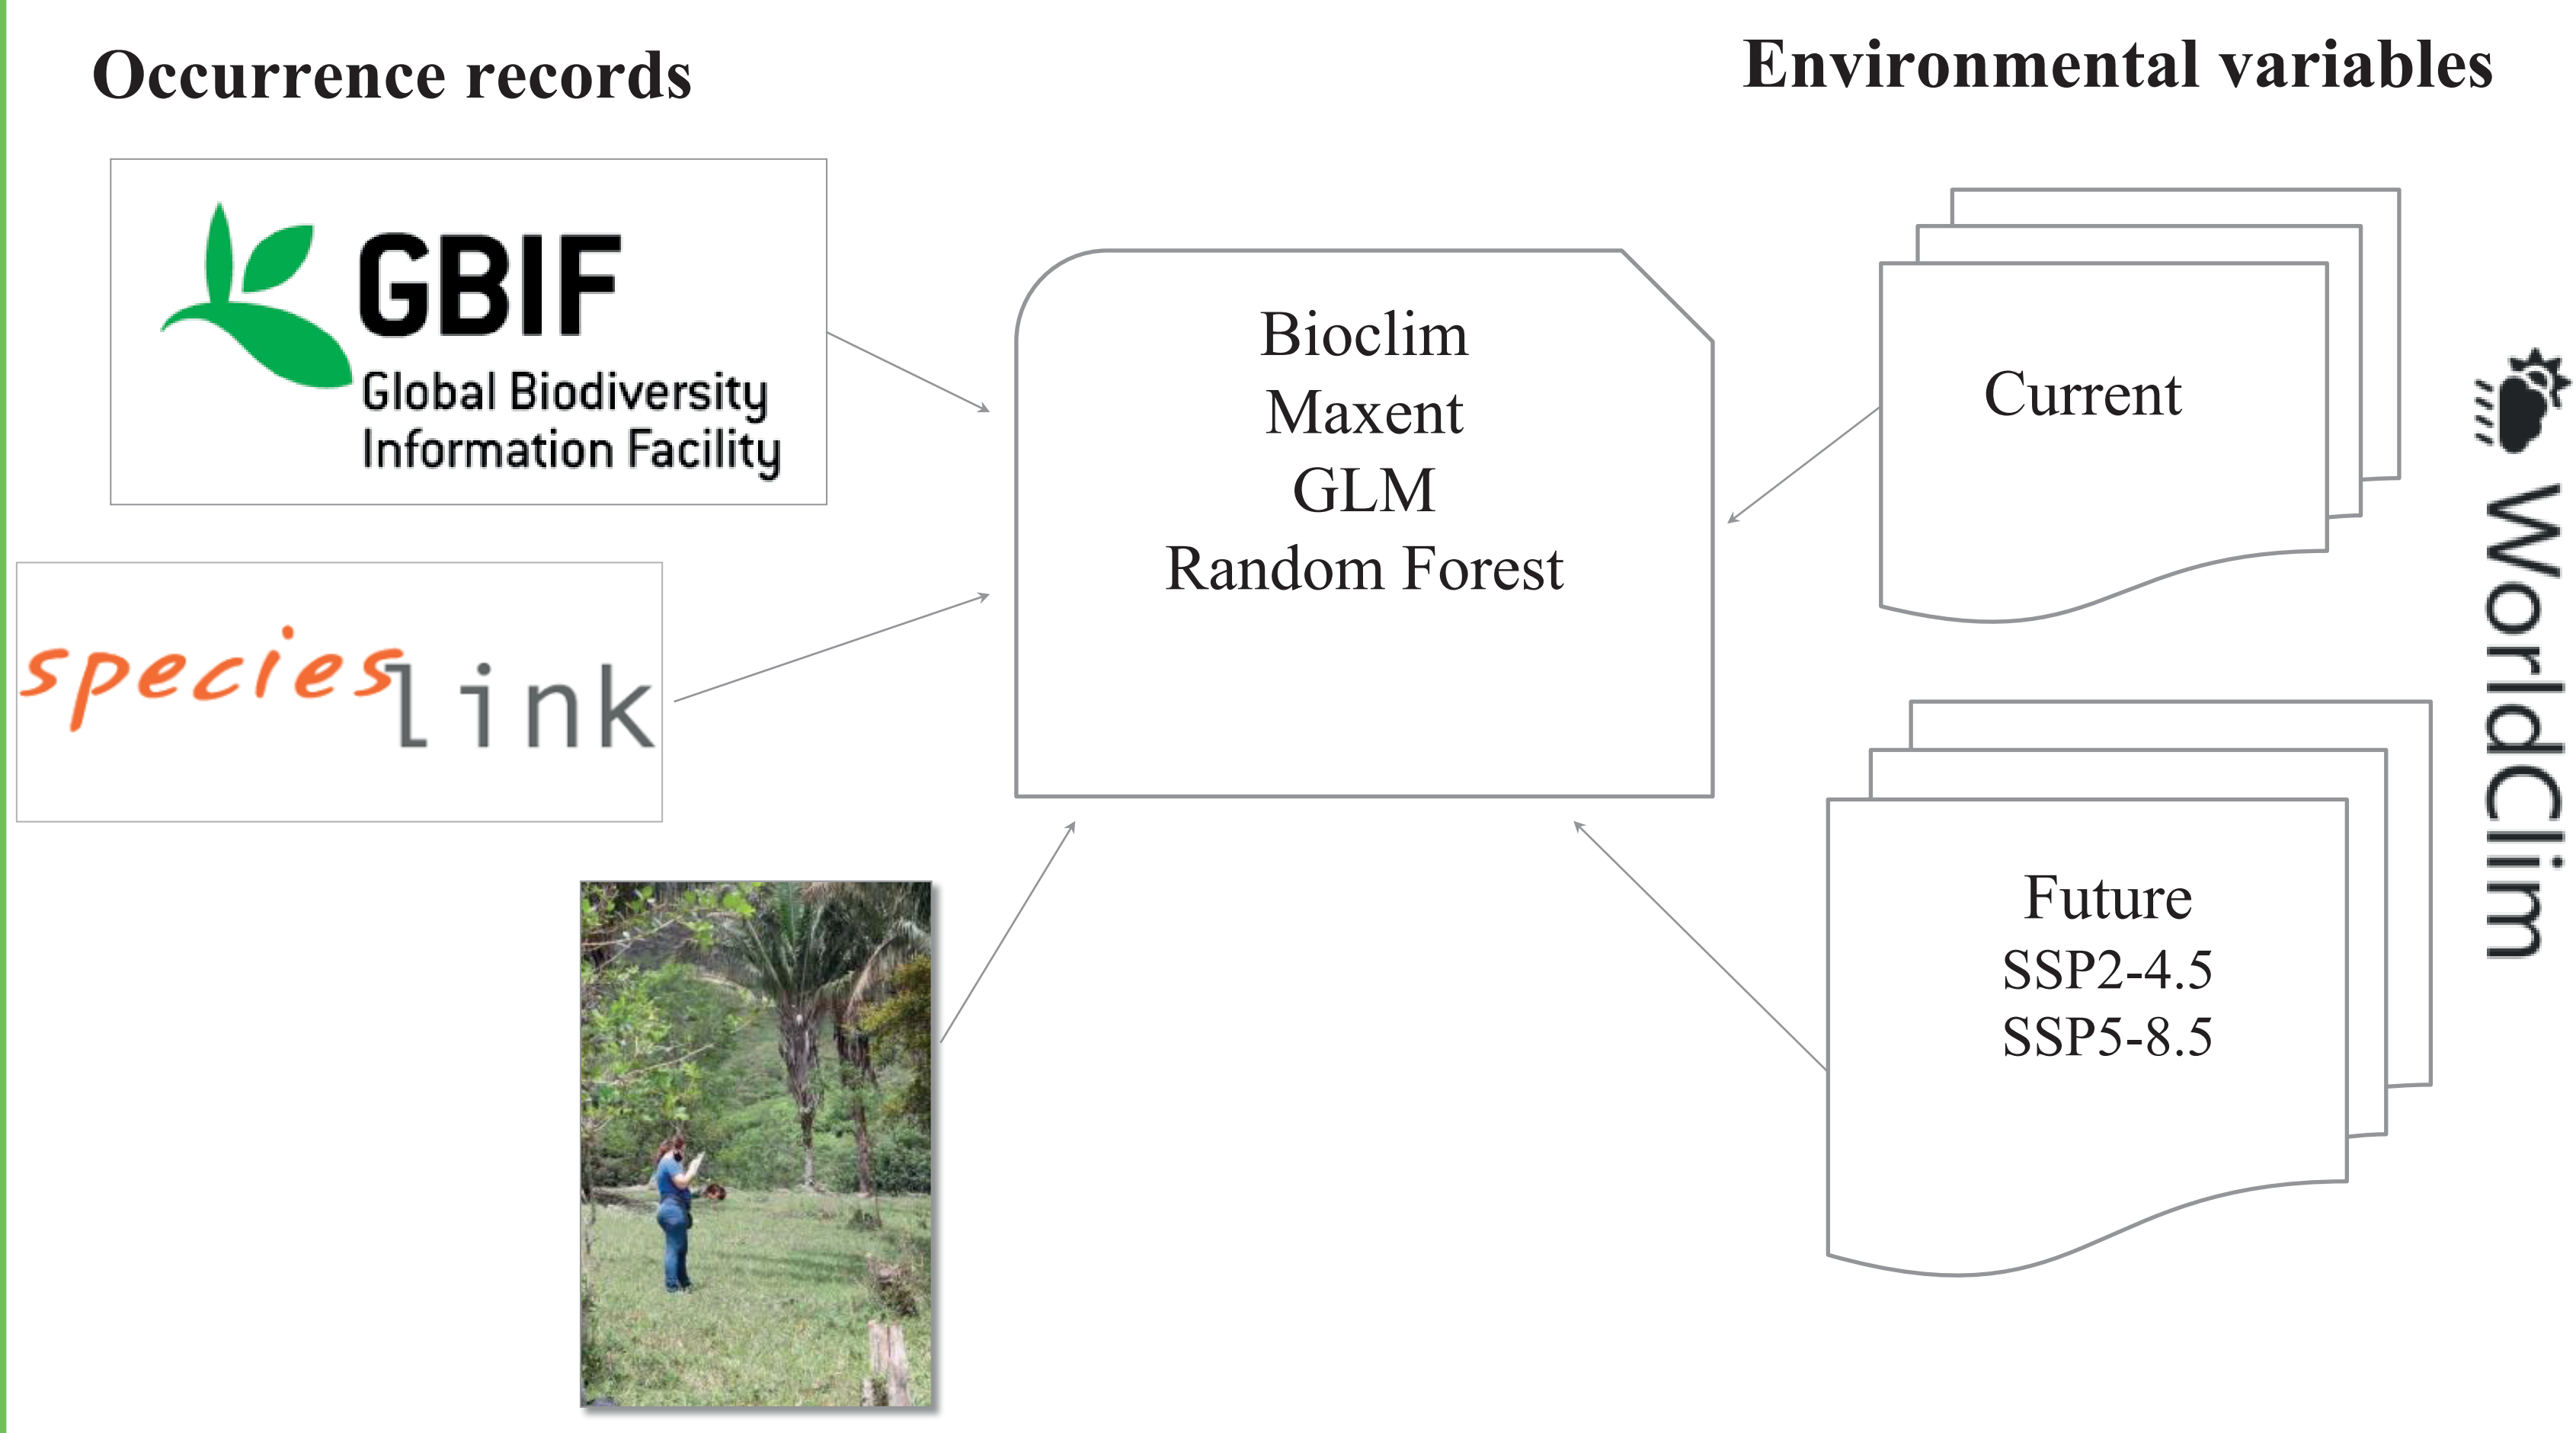 Occurrence records
Environmental variables
GBIF
Global Biodiversity
Information Facility
specieslink
Bioclim
Maxent
GLM
Random Forest
Current
Future
SSP2-4.5
SSP5-8.5
WorldClim